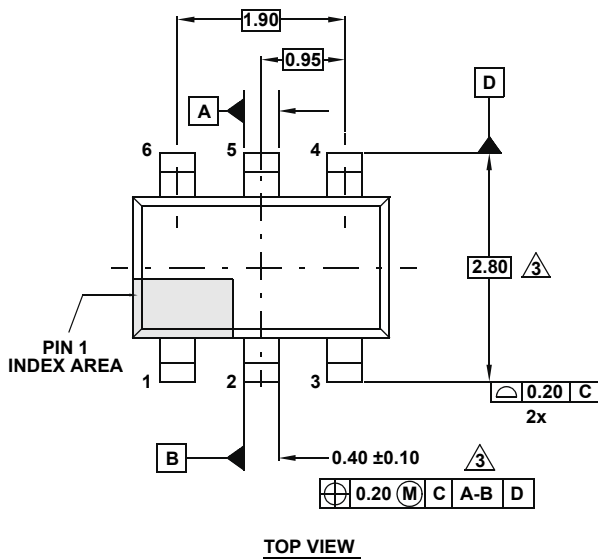 1.90
0.95
D
A
6
5
4
2.80
3
PIN 1
INDEX AREA
1
2
3
0.20 C
2x
B
0.40 ±0.10
3
0.20 M C A-B D
TOP VIEW